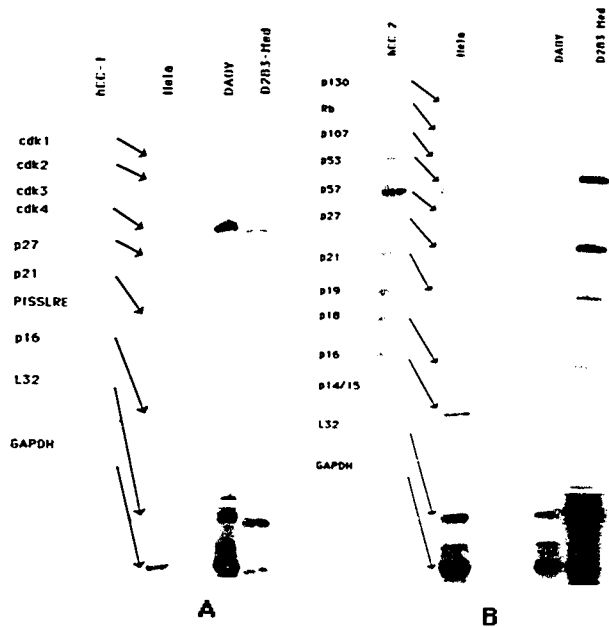 hCC-1
Hela
DAOY
D283-Med
cdk1
cdk2
cdk3
cdk4
p27
p21
PISSLRE
p16
L32
GAPDH
A
hCC 2
Hela
DAOY
D283 Med
p130
Rb
p107
p53
p57
p27
p21
p19
p18
p16
p14/15
L32
GAPDH
B